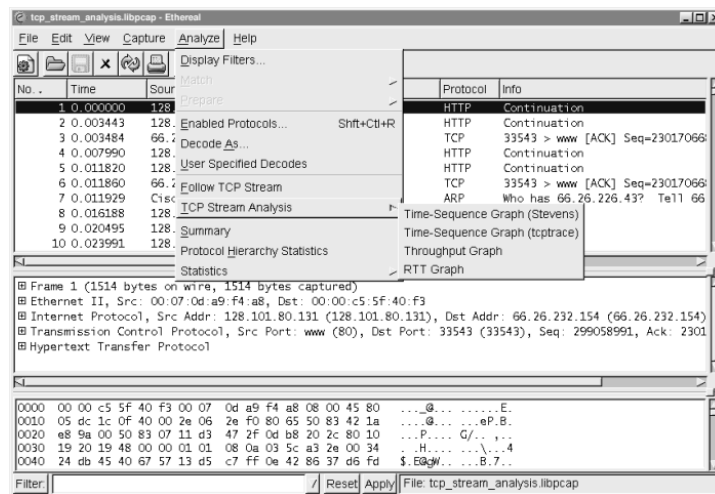 tcp_stream_analysis.libpcap - Ethereal
File Edit View Capture Analyze Help
Display Filters...
Match
Prepare
Enabled Protocols... Shft+Ctl+R
Decode As...
User Specified Decodes
Follow TCP Stream
TCP Stream Analysis
Summary
Protocol Hierarchy Statistics
Statistics
Time-Sequence Graph (Stevens)
Time-Sequence Graph (tcptrace)
Throughput Graph
RTT Graph
No. . Time Sour Protocol Info
1 0.000000 128. HTTP Continuation
2 0.003443 128. HTTP Continuation
3 0.003484 66.2 TCP 33543 > www [ACK] Seq=23017066
4 0.007990 128. HTTP Continuation
5 0.011820 128. HTTP Continuation
6 0.011860 66.2 TCP 33543 > www [ACK] Seq=23017066
7 0.011929 Cisc ARP Who has 66.26.226.43? Tell 66
8 0.016188 128.
9 0.020495 128.
10 0.023991 128.
Frame 1 (1514 bytes on wire, 1514 bytes captured)
Ethernet II, Src: 00:07:0d:a9:f4:a8, Dst: 00:00:c5:5f:40:f3
Internet Protocol, Src Addr: 128.101.80.131 (128.101.80.131), Dst Addr: 66.26.232.154 (66.26.232.154)
Transmission Control Protocol, Src Port: www (80), Dst Port: 33543 (33543), Seq: 299058991, Ack: 2301
Hypertext Transfer Protocol
0000 00 00 c5 5f 40 f3 00 07 0d a9 f4 a8 08 00 45 80 ..._@... ......E.
0010 05 dc 1c 0f 40 00 2e 06 2e f0 80 65 50 83 42 1a ....@... ...eP.B.
0020 e8 9a 00 50 83 07 11 d3 47 2f 0d b8 20 2c 80 10 ...P.... G/.. ,..
0030 19 20 19 48 00 00 01 01 08 0a 03 5c a3 2e 00 34 . .H.... ...\...4
0040 24 db 45 40 67 57 13 d5 c7 ff 0e 42 86 37 d6 fd $.E@gW.. ...B.7..
Filter: / Reset Apply File: tcp_stream_analysis.libpcap